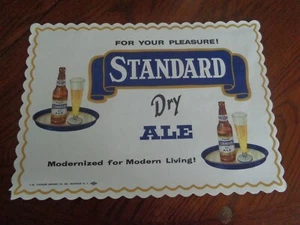 FOR YOUR PLEASURE!
STANDARD
Dry
ALE
Modernized for Modern Living!